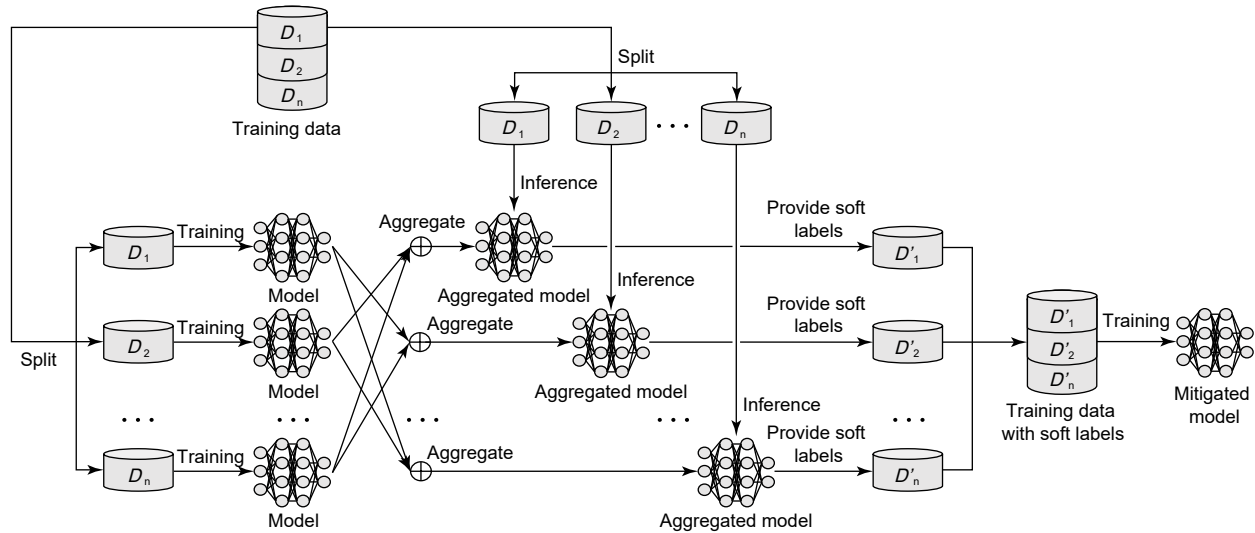 D1
D2
Dn
Training data
Split
D1
D2
. . .
Dn
Inference
Provide soft
labels
Aggregate
Training
D1
D'1
Model
Aggregated model
Inference
Provide soft
labels
Training
Aggregate
D'1
D'2
D'n
Training
D2
D'2
Split
Model
Aggregated model
Training data
with soft labels
Mitigated
model
Inference
. . .
. . .
. . .
. . .
. . .
Training
Aggregate
Provide soft
labels
Dn
D'n
Model
Aggregated model